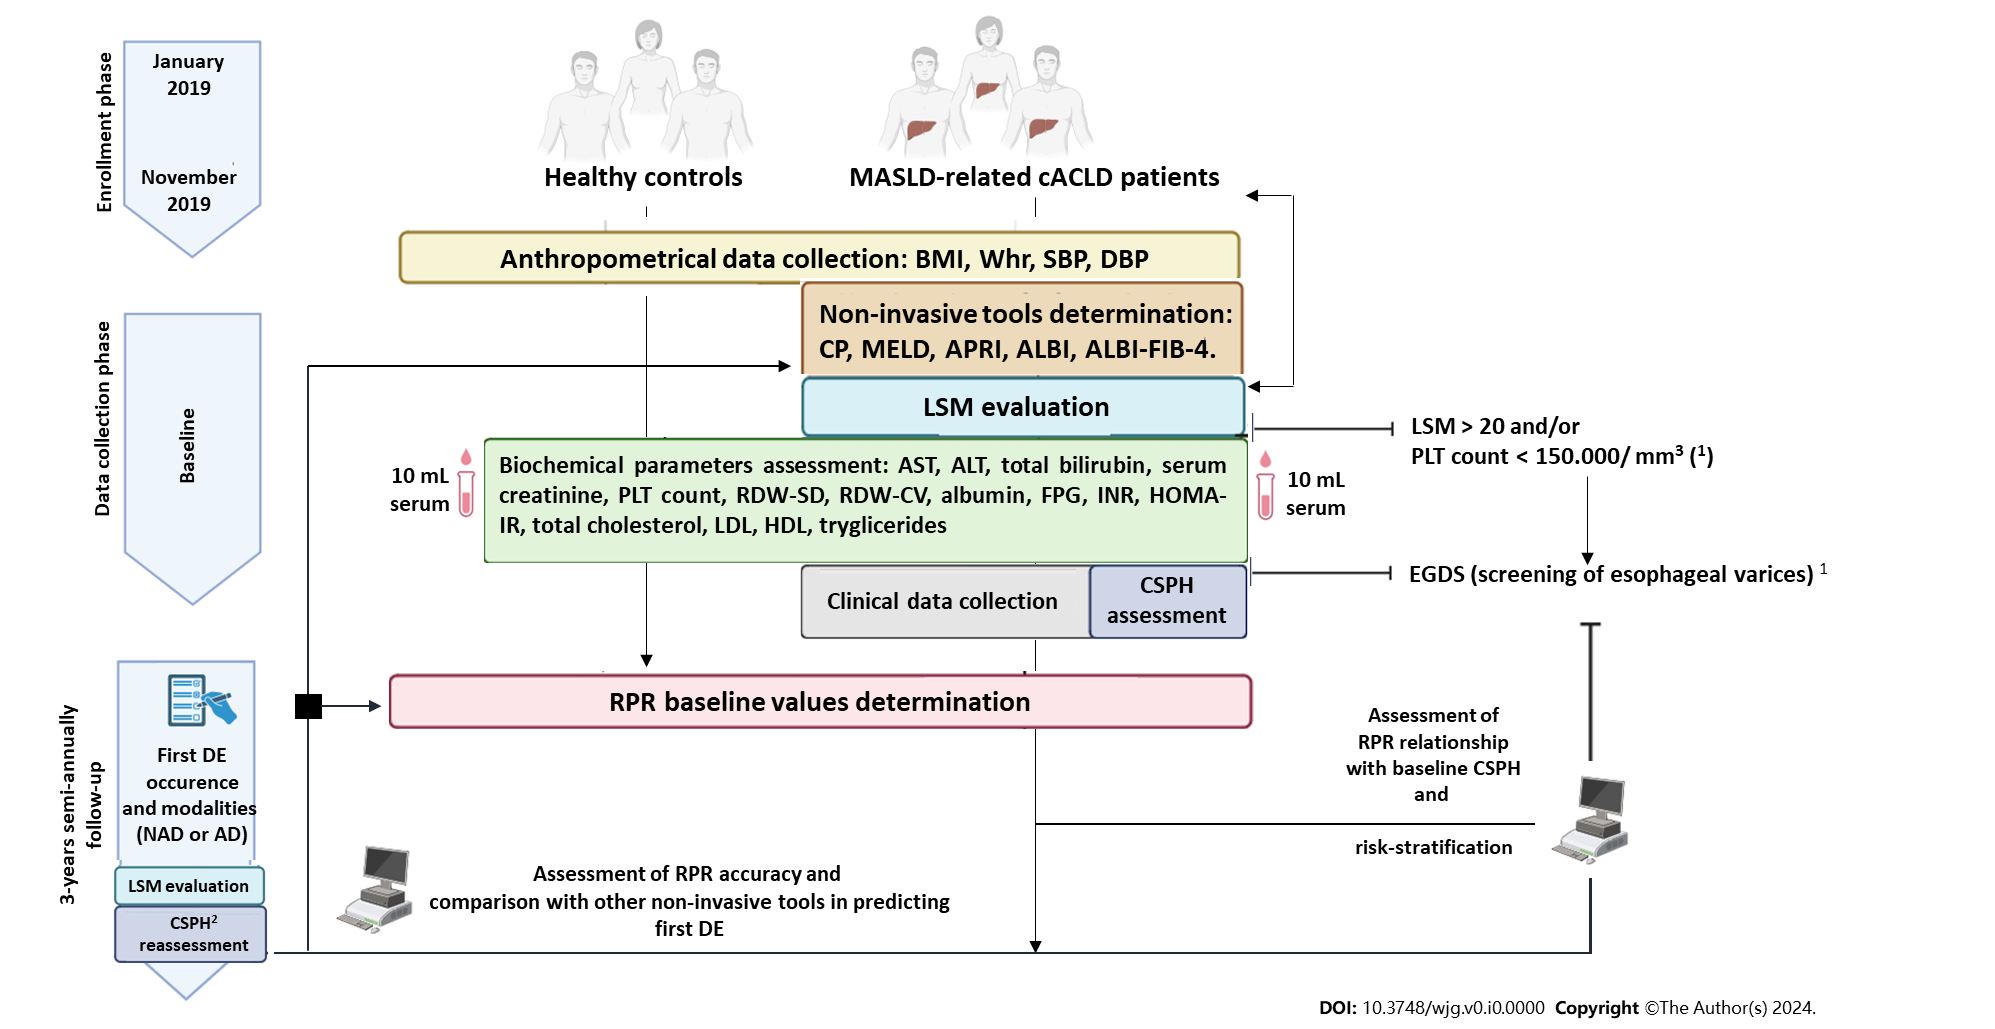 Enrollment phase
January
2019
November
2019
Healthy controls
MASLD-related cACLD patients
Anthropometrical data collection: BMI, Whr, SBP, DBP
Non-invasive tools determination:
CP, MELD, APRI, ALBI, ALBI-FIB-4.
Data collection phase
Baseline
LSM evaluation
LSM > 20 and/or
PLT count < 150.000/ mm³ (¹)
10 mL
serum
Biochemical parameters assessment: AST, ALT, total bilirubin, serum
creatinine, PLT count, RDW-SD, RDW-CV, albumin, FPG, INR, HOMA-
IR, total cholesterol, LDL, HDL, tryglicerides
10 mL
serum
EGDS (screening of esophageal varices) ¹
Clinical data collection
CSPH
assessment
RPR baseline values determination
3-years semi-annually
follow-up
First DE
occurence
and modalities
(NAD or AD)
LSM evaluation
CSPH²
reassessment
Assessment of
RPR relationship
with baseline CSPH
and
risk-stratification
Assessment of RPR accuracy and
comparison with other non-invasive tools in predicting
first DE
DOI: 10.3748/wjg.v0.i0.0000 Copyright ©The Author(s) 2024.